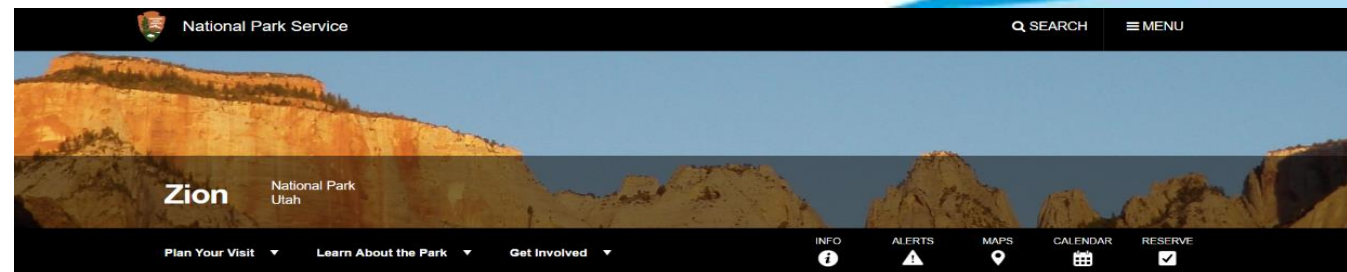 National Park Service
SEARCH
MENU
Zion
National Park
Utah
Plan Your Visit
Learn About the Park
Get Involved
INFO
ALERTS
MAPS
CALENDAR
RESERVE